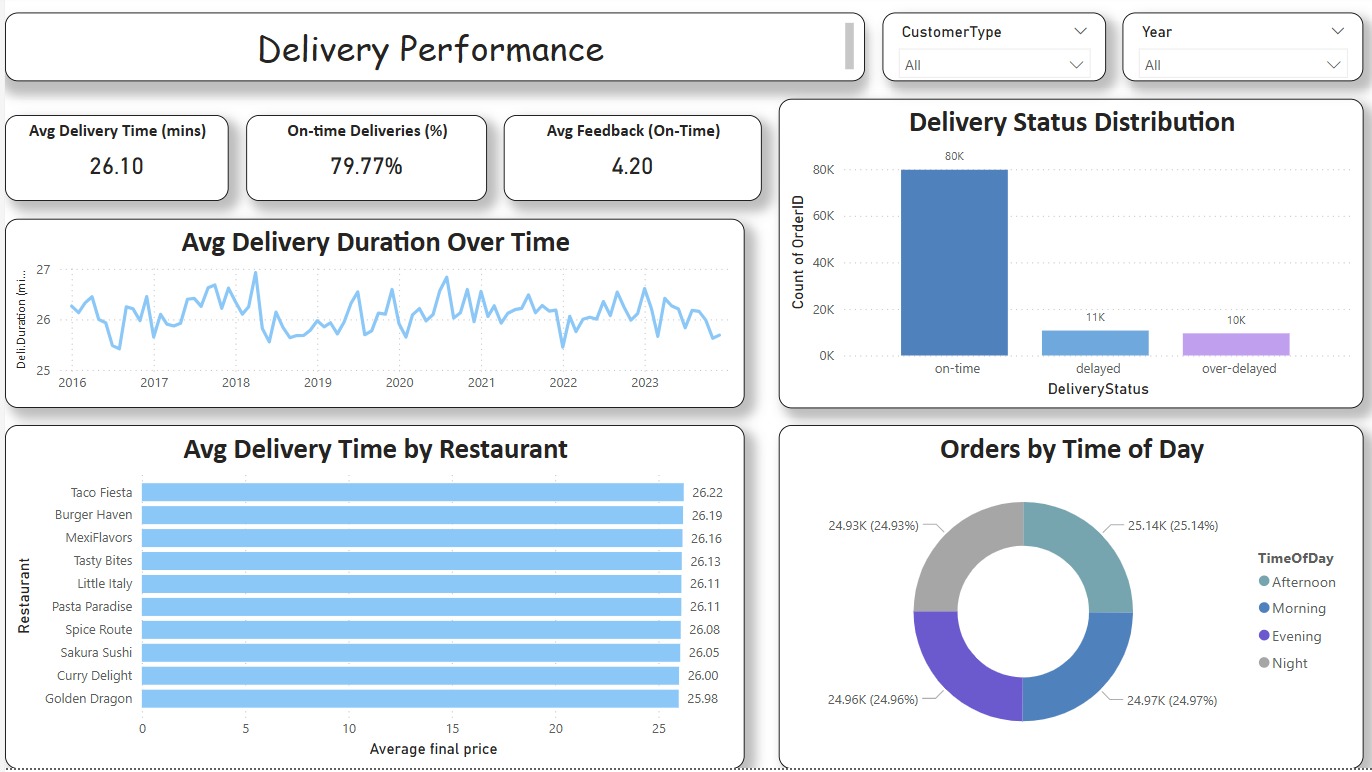 Delivery Performance
CustomerType
All
Year
All
Avg Delivery Time (mins)
26.10
On-time Deliveries (%)
79.77%
Avg Feedback (On-Time)
4.20
Avg Delivery Duration Over Time
Deli.Duration (mi...
27
26
25
2016 2017 2018 2019 2020 2021 2022 2023
Delivery Status Distribution
Count of OrderID
80K
60K
40K
20K
0K
80K
11K
10K
on-time delayed over-delayed
DeliveryStatus
Avg Delivery Time by Restaurant
Restaurant
Taco Fiesta 26.22
Burger Haven 26.19
MexiFlavors 26.16
Tasty Bites 26.13
Little Italy 26.11
Pasta Paradise 26.11
Spice Route 26.08
Sakura Sushi 26.05
Curry Delight 26.00
Golden Dragon 25.98
0 5 10 15 20 25
Average final price
Orders by Time of Day
24.93K (24.93%)
25.14K (25.14%)
24.96K (24.96%)
24.97K (24.97%)
TimeOfDay
Afternoon
Morning
Evening
Night